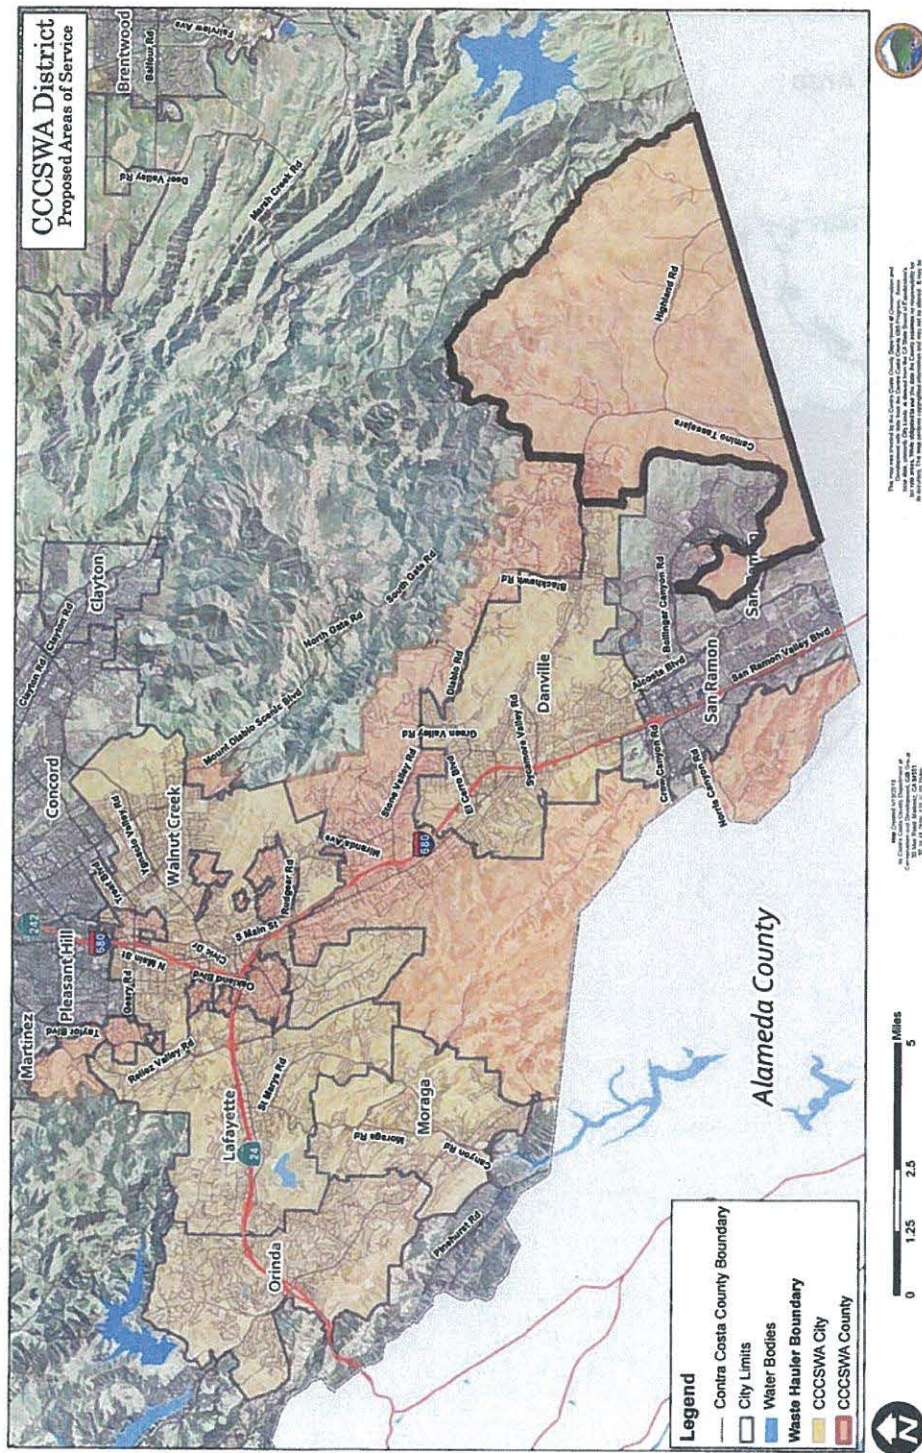 CCCSWA District
Proposed Areas of Service
Brentwood
Balfour Rd
Fairview Ave
Deer Valley Rd
Marsh Creek Rd
Clayton Rd
Clayton Rd
Clayton
Concord
North Gate Rd
South Gate Rd
Mount Diablo Scenic Blvd
Highland Rd
Camino Tassajara
Blackhawk Rd
Martinez
Pleasant Hill
242
680
Taylor Blvd
Geary Rd
N Main St
Treat Blvd
Ygnacio Valley Rd
Walnut Creek
Civic Dr
Oakland Blvd
S Main St
Rudgear Rd
Miranda Ave
Stone Valley Rd
Green Valley Rd
Diablo Rd
El Cerro Blvd
680
Danville
Sycamore Valley Rd
Bollinger Canyon Rd
Alcosta Blvd
Crow Canyon Rd
Norris Canyon Rd
San Ramon
San Ramon Valley Blvd
San Ramon
Reliez Valley Rd
Lafayette
24
St Marys Rd
Moraga Rd
Moraga
Canyon Rd
Orinda
Pinehurst Rd
Alameda County
Legend
Contra Costa County Boundary
City Limits
Water Bodies
Waste Hauler Boundary
CCCSWA City
CCCSWA County
N
0 1.25 2.5 5
Miles